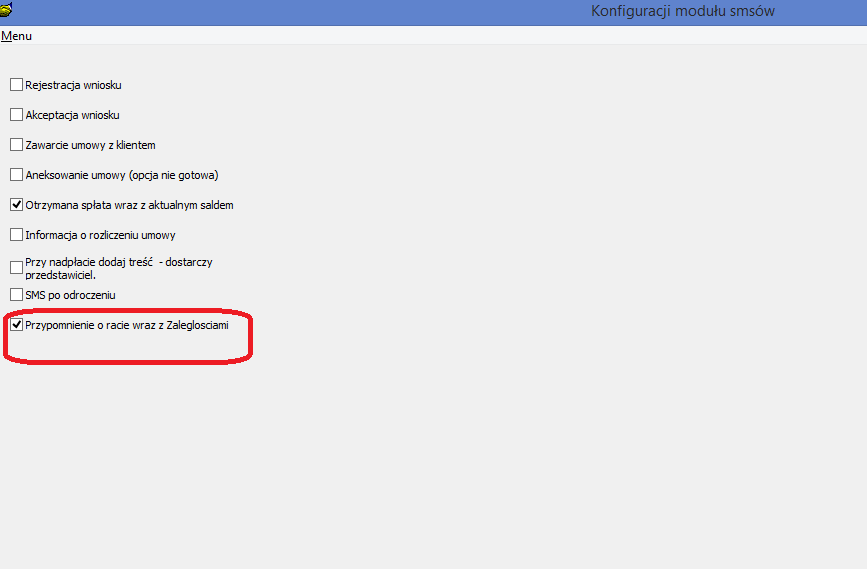 Konfiguracji modułu smsów
Menu
Rejestracja wniosku
Akceptacja wniosku
Zawarcie umowy z klientem
Aneksowanie umowy (opcja nie gotowa)
Otrzymana spłata wraz z aktualnym saldem
Informacja o rozliczeniu umowy
Przy nadpłacie dodaj treść - dostarczy
przedstawiciel.
SMS po odroczeniu
Przypomnienie o racie wraz z Zaleglosciami